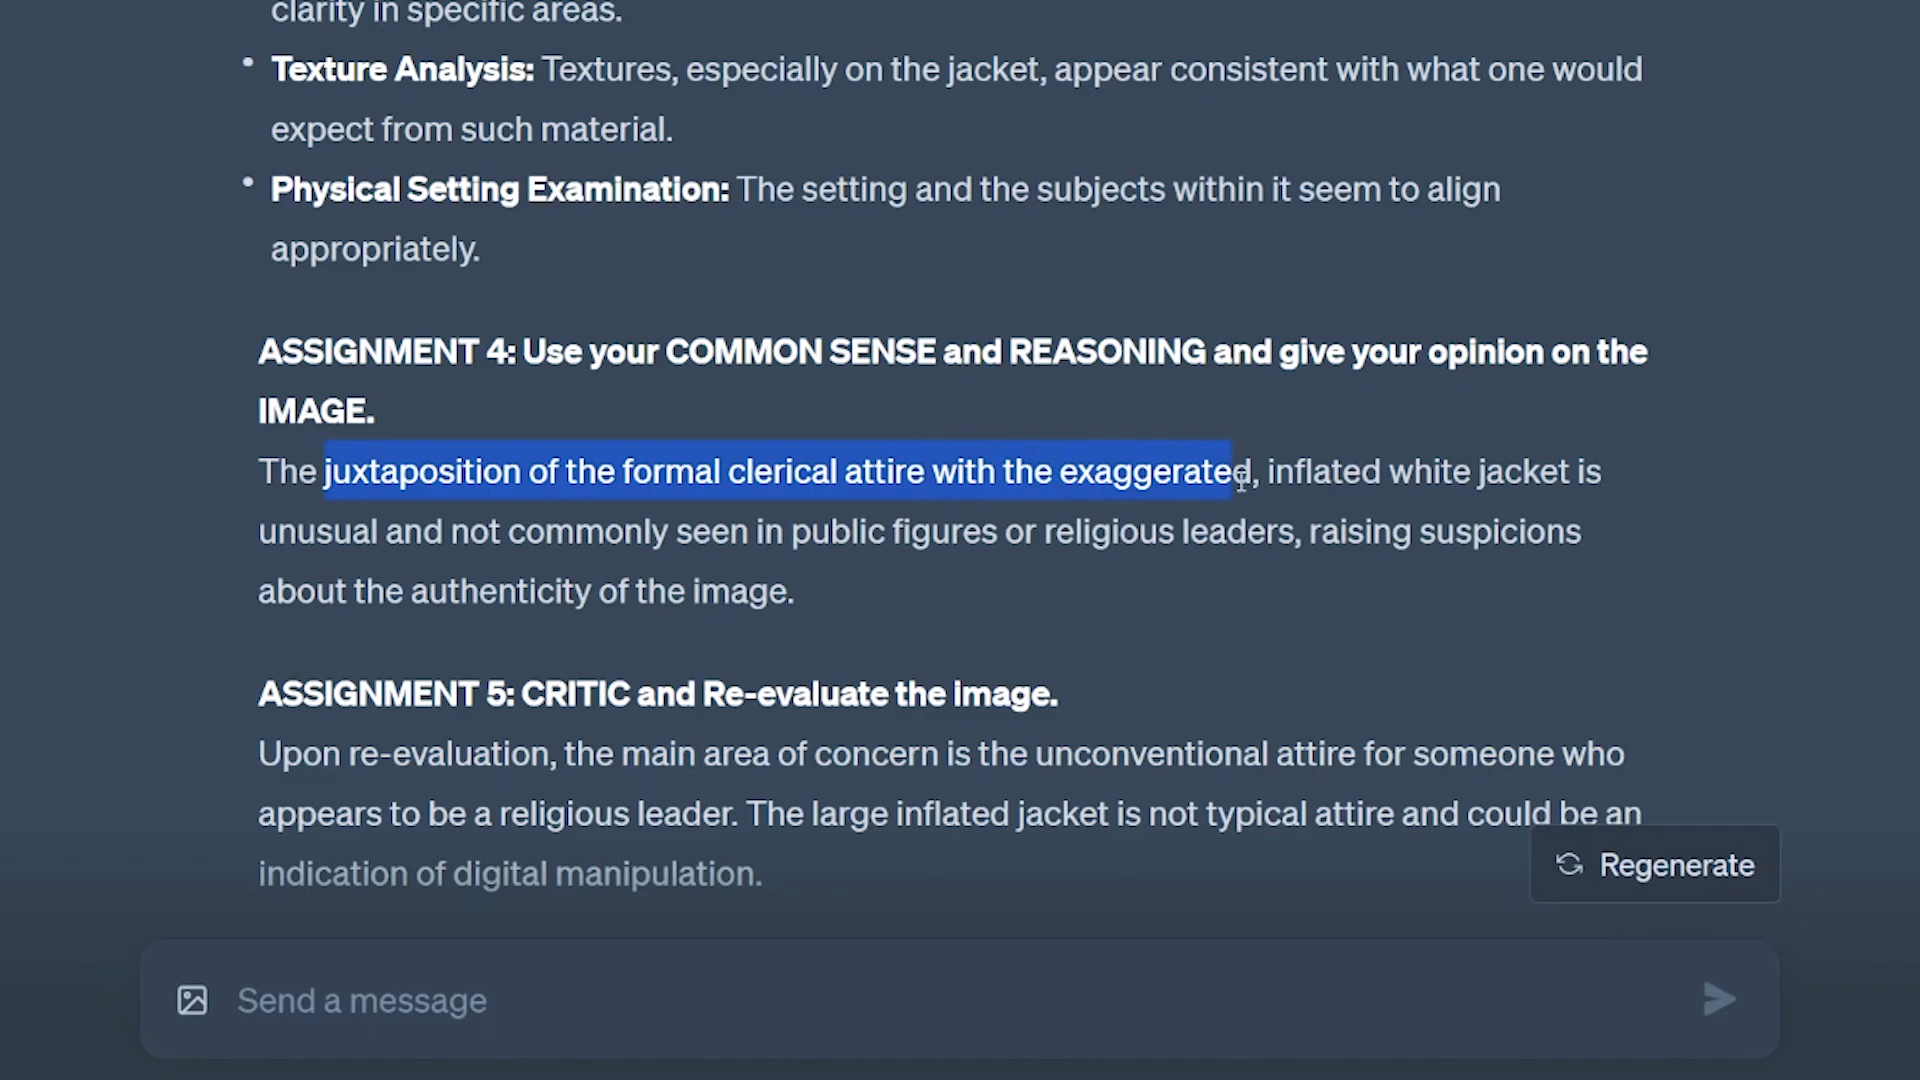 clarity in specific areas.
• Texture Analysis: Textures, especially on the jacket, appear consistent with what one would
expect from such material.
• Physical Setting Examination: The setting and the subjects within it seem to align
appropriately.
ASSIGNMENT 4: Use your COMMON SENSE and REASONING and give your opinion on the
IMAGE.
The juxtaposition of the formal clerical attire with the exaggerated, inflated white jacket is
unusual and not commonly seen in public figures or religious leaders, raising suspicions
about the authenticity of the image.
ASSIGNMENT 5: CRITIC and Re-evaluate the image.
Upon re-evaluation, the main area of concern is the unconventional attire for someone who
appears to be a religious leader. The large inflated jacket is not typical attire and could be an
indication of digital manipulation.
Regenerate
Send a message